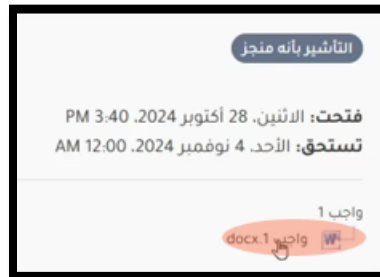 التأشير بأنه منجز
فتحت: الاثنين، 28 أكتوبر 2024، 3:40 PM
تستحق: الأحد، 4 نوفمبر 2024، 12:00 AM
واجب 1
واجب 1.docx